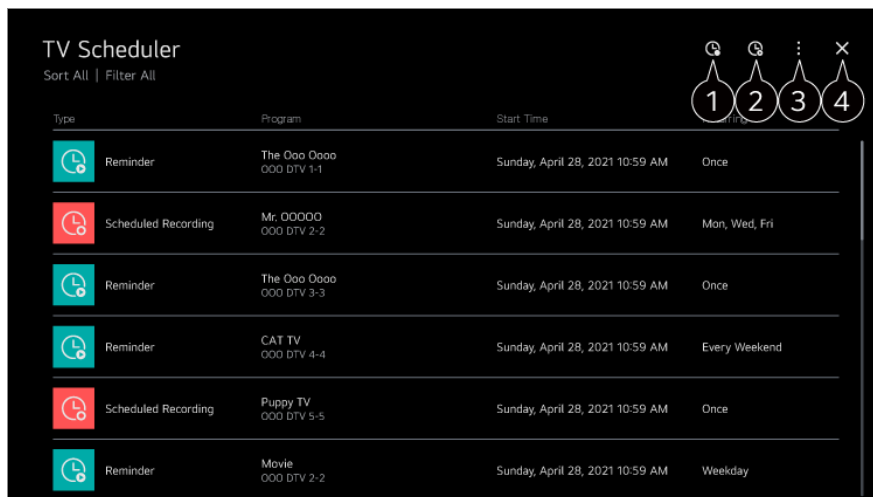 TV Scheduler
Sort All | Filter All
1 2 3 4
Type Program Start Time
Reminder The Ooo Oooo Sunday, April 28, 2021 10:59 AM Once
OOO DTV 1-1
Scheduled Recording Mr. OOOOO Sunday, April 28, 2021 10:59 AM Mon, Wed, Fri
OOO DTV 2-2
Reminder The Ooo Oooo Sunday, April 28, 2021 10:59 AM Once
OOO DTV 3-3
Reminder CAT TV Sunday, April 28, 2021 10:59 AM Every Weekend
OOO DTV 4-4
Scheduled Recording Puppy TV Sunday, April 28, 2021 10:59 AM Once
OOO DTV 5-5
Reminder Movie Sunday, April 28, 2021 10:59 AM Weekday
OOO DTV 2-2